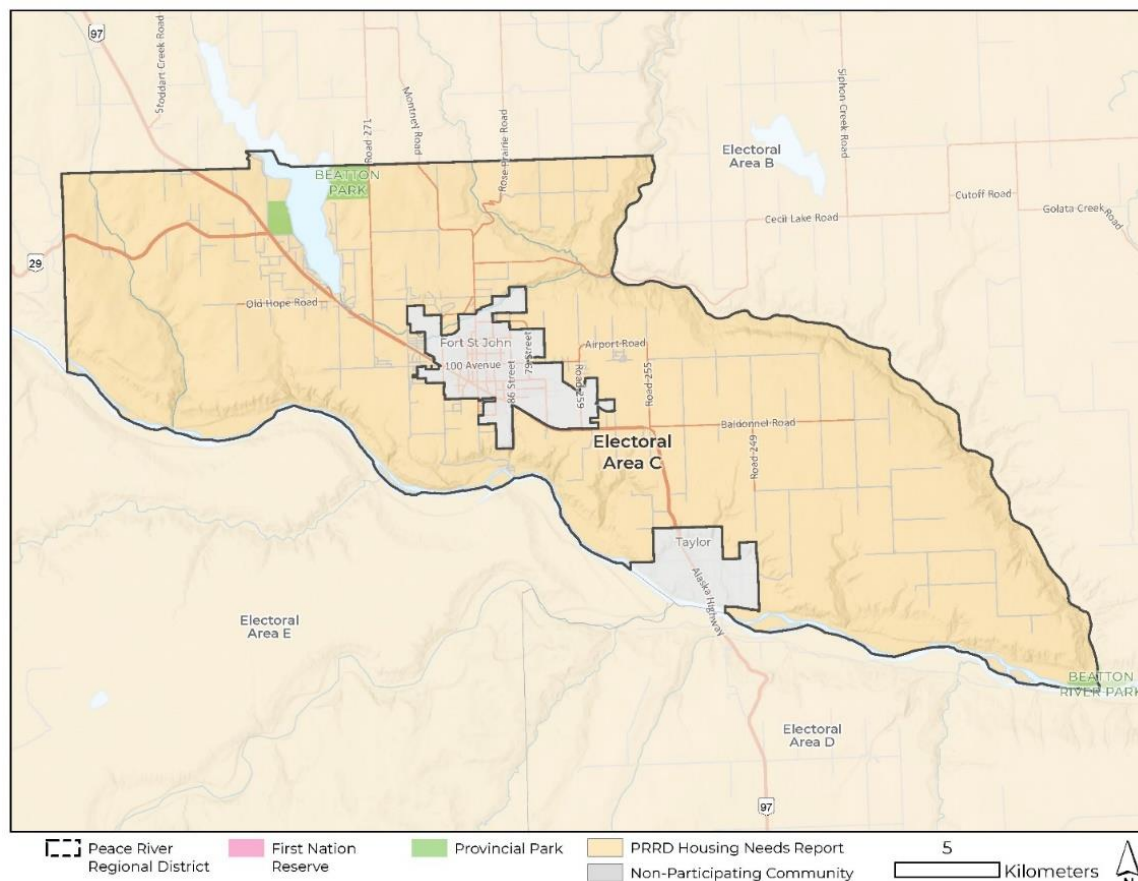 97
Stoddart Creek Road
Road 271
Montney Road
Rose Prairie Road
Siphon Creek Road
Electoral
Area B
BEATTON
PARK
Cutoff Road
Cecil Lake Road
Golata Creek Road
29
Old Hope Road
Fort St John
79 Street
Airport Road
100 Avenue
86 Street
Road 259
Road 255
Baldonnel Road
Electoral
Area C
Road 249
Taylor
Alaska Highway
Electoral
Area E
BEATTON
RIVER PARK
Electoral
Area D
97
Peace River
Regional District
First Nation
Reserve
Provincial Park
PRRD Housing Needs Report
Non-Participating Community
5
Kilometers
N